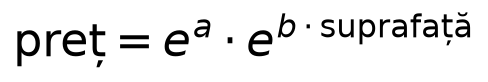 preț = e^a · e^{b · suprafață}